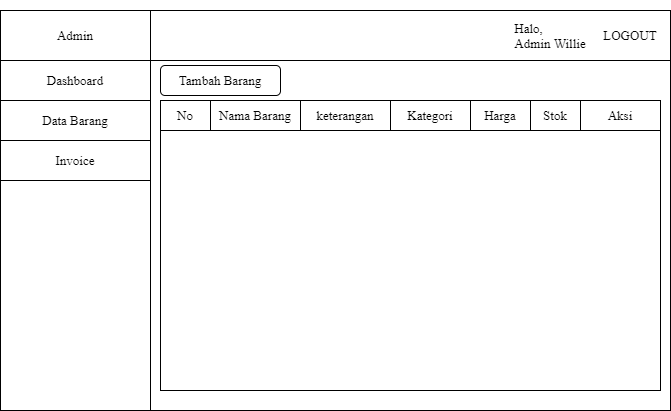 Admin
Halo,
Admin Willie
LOGOUT
Dashboard
Data Barang
Invoice
Tambah Barang
No Nama Barang keterangan Kategori Harga Stok Aksi